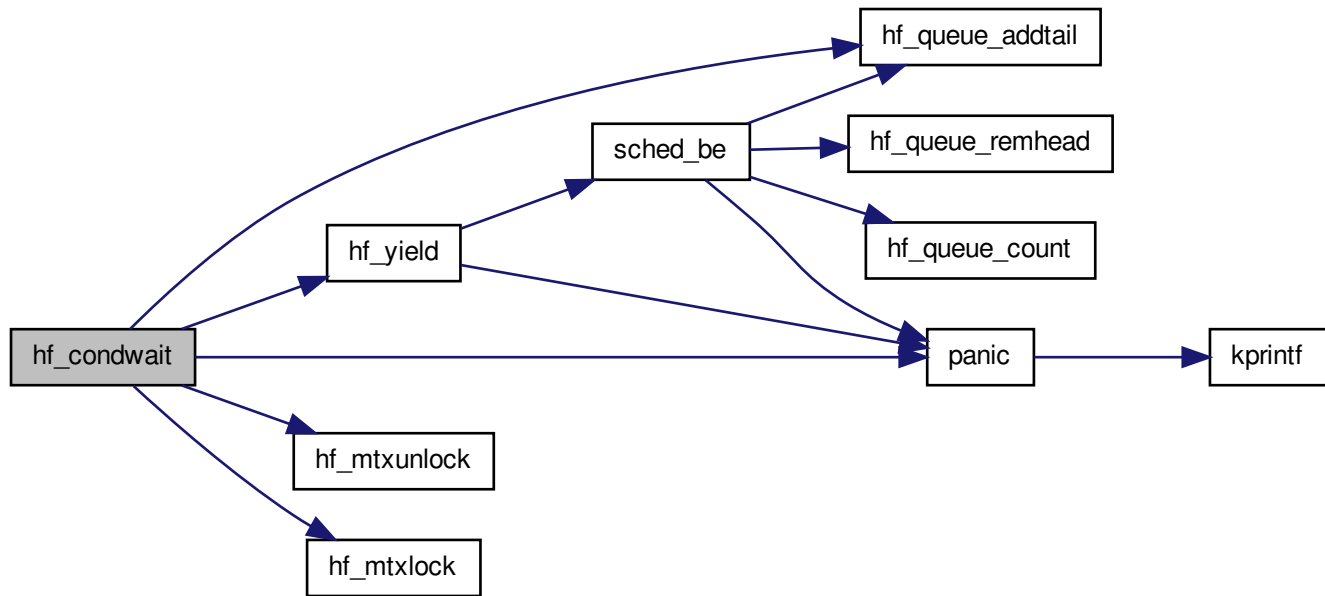 hf_queue_addtail
sched_be
hf_queue_remhead
hf_yield
hf_queue_count
hf_condwait
panic
kprintf
hf_mtxunlock
hf_mtxlock